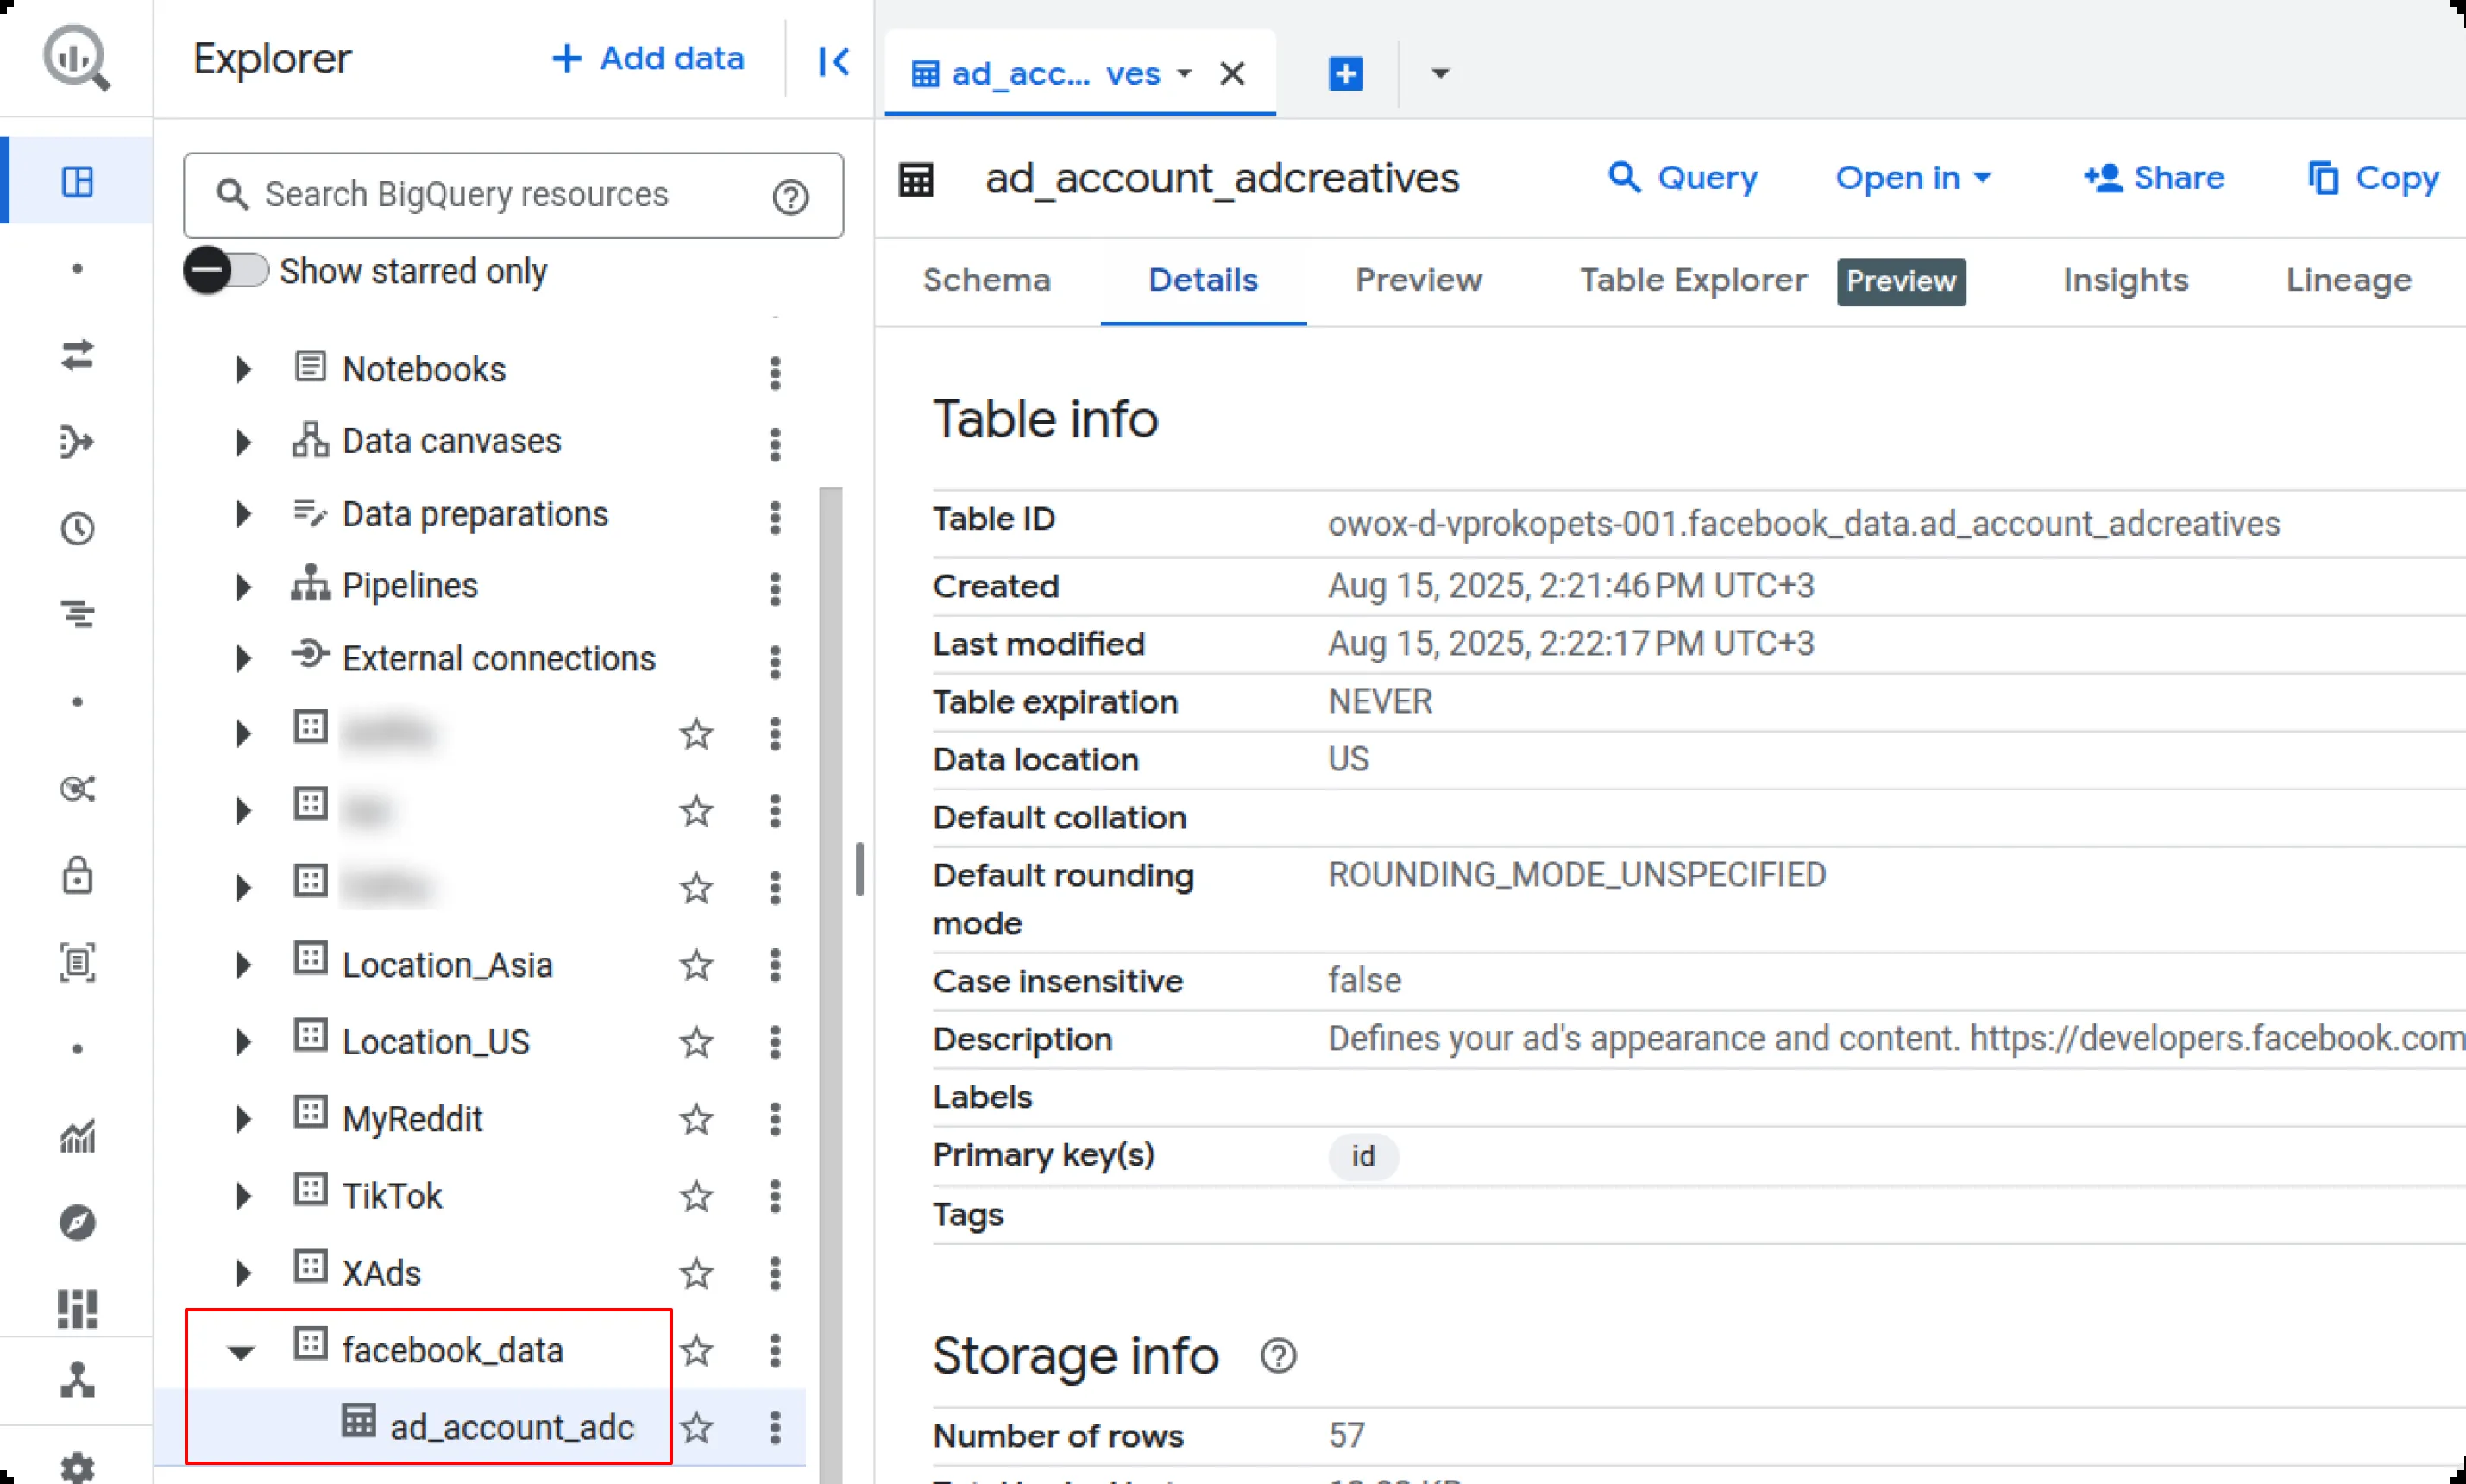 Explorer
+ Add data
ad_acc... ves
Search BigQuery resources
Show starred only
Notebooks
Data canvases
Data preparations
Pipelines
External connections
Location_Asia
Location_US
MyReddit
TikTok
XAds
facebook_data
ad_account_adc
ad_account_adcreatives
Query
Open in
Share
Copy
Schema
Details
Preview
Table Explorer
Preview
Insights
Lineage
Table info
Table ID owox-d-vprokopets-001.facebook_data.ad_account_adcreatives
Created Aug 15, 2025, 2:21:46 PM UTC+3
Last modified Aug 15, 2025, 2:22:17 PM UTC+3
Table expiration NEVER
Data location US
Default collation
Default rounding ROUNDING_MODE_UNSPECIFIED
mode
Case insensitive false
Description Defines your ad's appearance and content. https://developers.facebook.com
Labels
Primary key(s) id
Tags
Storage info
Number of rows 57